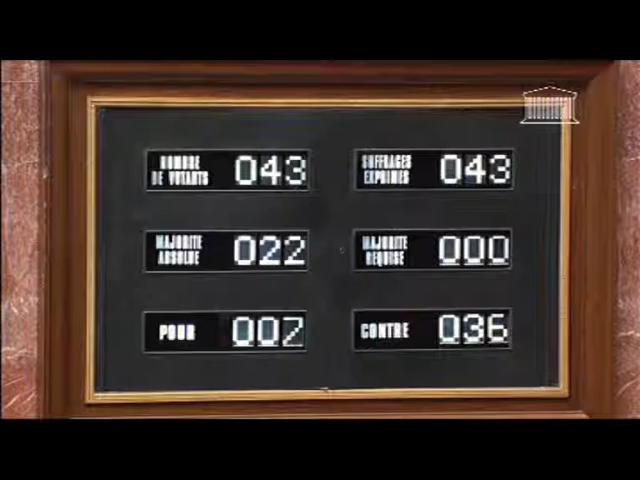 NOMBRE
DE VOTANTS
043
SUFFRAGES
EXPRIMES
043
MAJORITE
ABSOLUE
022
MAJORITE
REQUISE
000
POUR
007
CONTRE
036